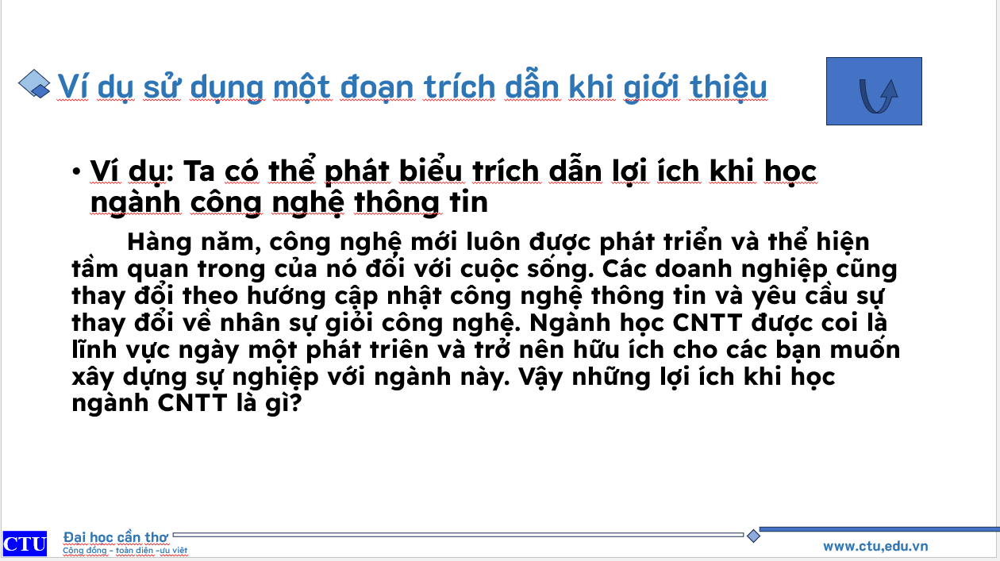 Ví dụ sử dụng một đoạn trích dẫn khi giới thiệu
• Ví dụ: Ta có thể phát biểu trích dẫn lợi ích khi học
ngành công nghệ thông tin
Hàng năm, công nghệ mới luôn được phát triển và thể hiện
tầm quan trong của nó đối với cuộc sống. Các doanh nghiệp cũng
thay đổi theo hướng cập nhật công nghệ thông tin và yêu cầu sự
thay đổi về nhân sự giỏi công nghệ. Ngành học CNTT được coi là
lĩnh vực ngày một phát triên và trở nên hữu ích cho các bạn muốn
xây dựng sự nghiệp với ngành này. Vậy những lợi ích khi học
ngành CNTT là gì?
CTU
Đại học cần thơ
Cộng đồng - toàn diện -ưu việt
www.ctu,edu.vn